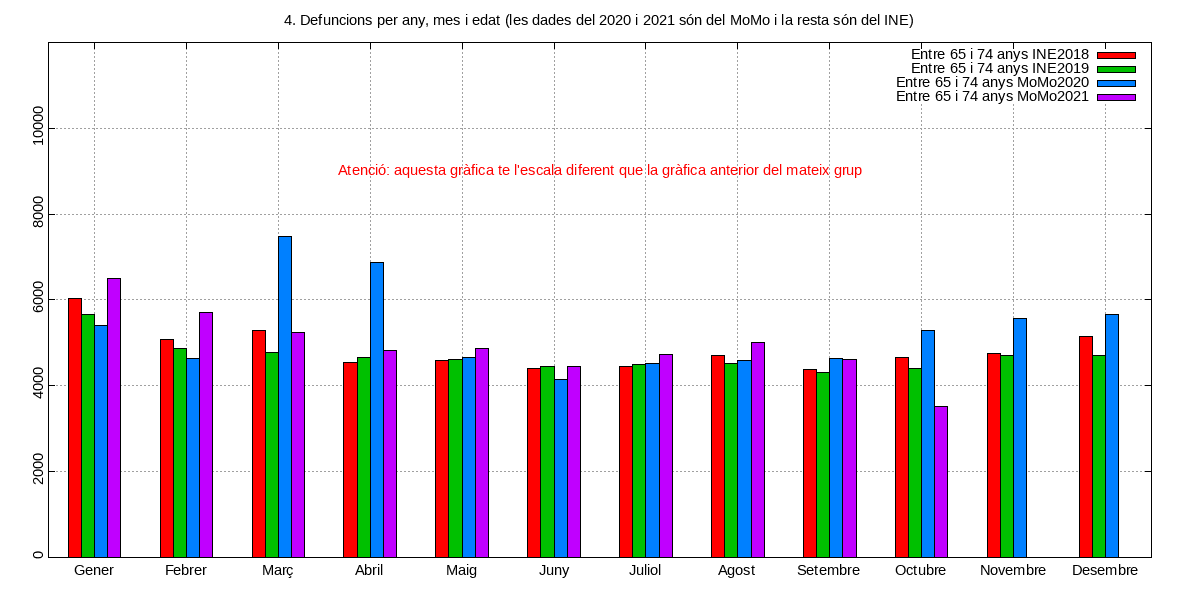 4. Defuncions per any, mes i edat (les dades del 2020 i 2021 són del MoMo i la resta són del INE)
Entre 65 i 74 anys INE2018
Entre 65 i 74 anys INE2019
Entre 65 i 74 anys MoMo2020
Entre 65 i 74 anys MoMo2021
Atenció: aquesta gràfica te l'escala diferent que la gràfica anterior del mateix grup
10000
8000
6000
4000
2000
0
Gener Febrer Març Abril Maig Juny Juliol Agost Setembre Octubre Novembre Desembre